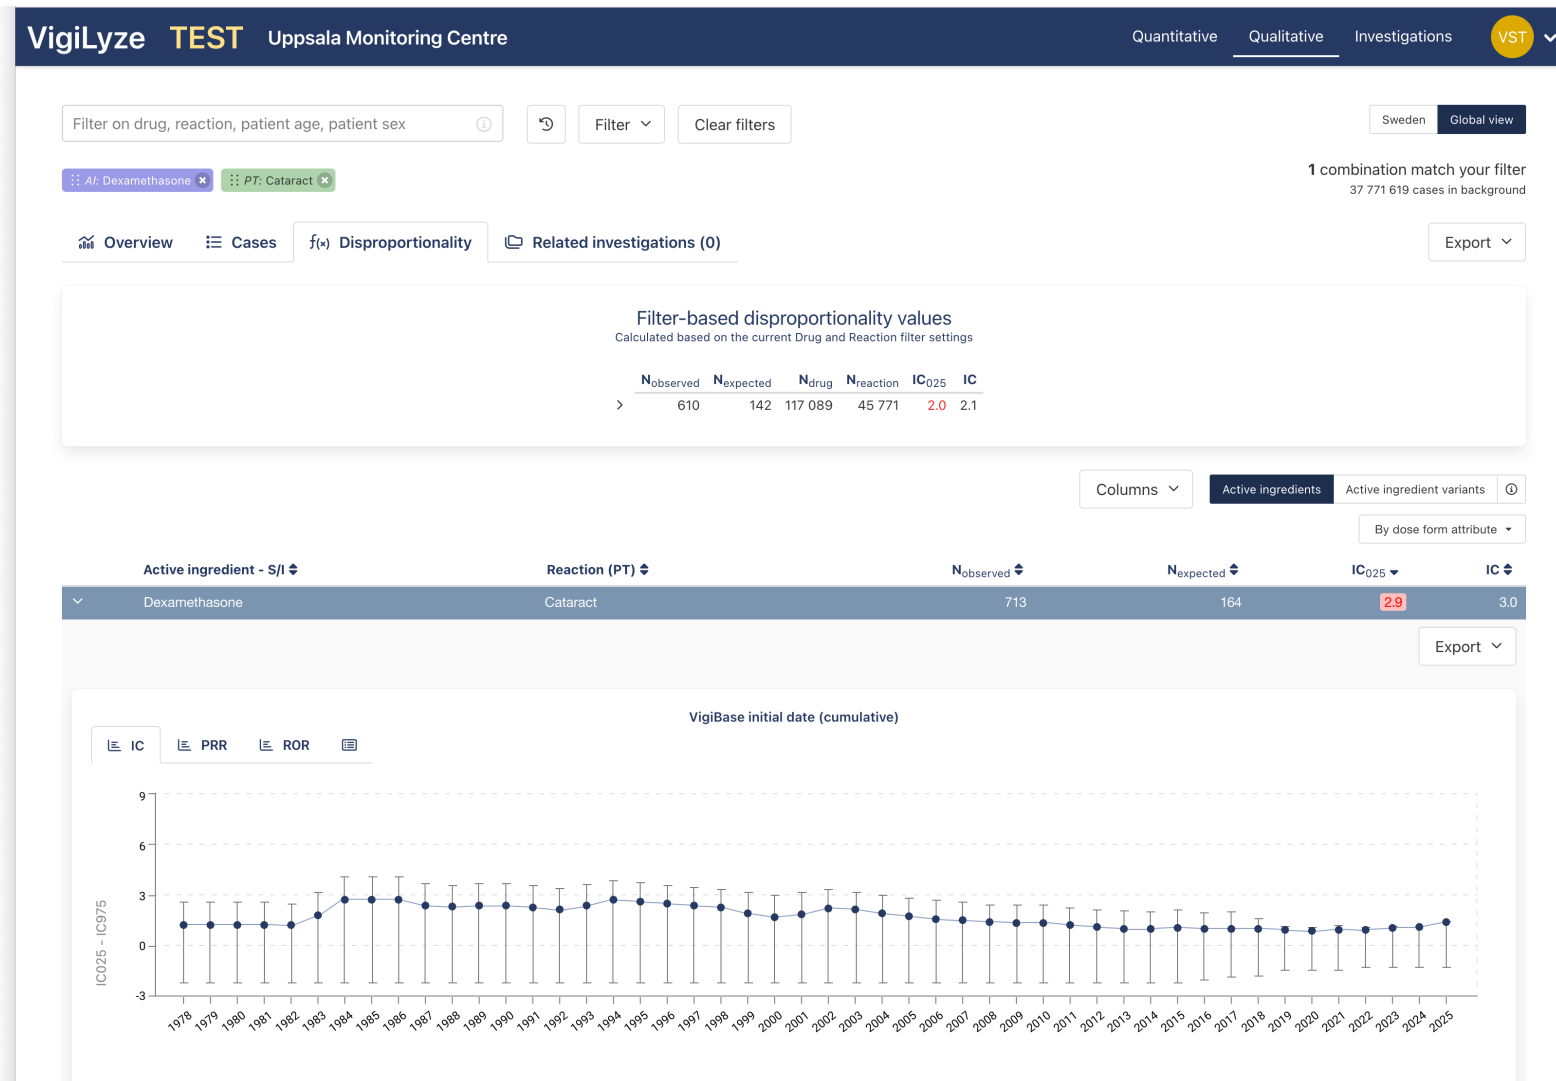 VigiLyze TEST Uppsala Monitoring Centre
Quantitative Qualitative Investigations VST
Filter on drug, reaction, patient age, patient sex
Filter
Clear filters
Sweden Global view
AI: Dexamethasone
PT: Cataract
1 combination match your filter
37 771 619 cases in background
Overview Cases f(x) Disproportionality Related investigations (0)
Export
Filter-based disproportionality values
Calculated based on the current Drug and Reaction filter settings
Nobserved Nexpected Ndrug Nreaction IC025 IC
610 142 117 089 45 771 2.0 2.1
Columns
Active ingredients Active ingredient variants
By dose form attribute
Active ingredient - S/I Reaction (PT) Nobserved Nexpected IC025 IC
Dexamethasone Cataract 713 164 2.9 3.0
Export
VigiBase initial date (cumulative)
IC PRR ROR
9
6
3
0
-3
IC025 - IC975
1978 1979 1980 1981 1982 1983 1984 1985 1986 1987 1988 1989 1990 1991 1992 1993 1994 1995 1996 1997 1998 1999 2000 2001 2002 2003 2004 2005 2006 2007 2008 2009 2010 2011 2012 2013 2014 2015 2016 2017 2018 2019 2020 2021 2022 2023 2024 2025